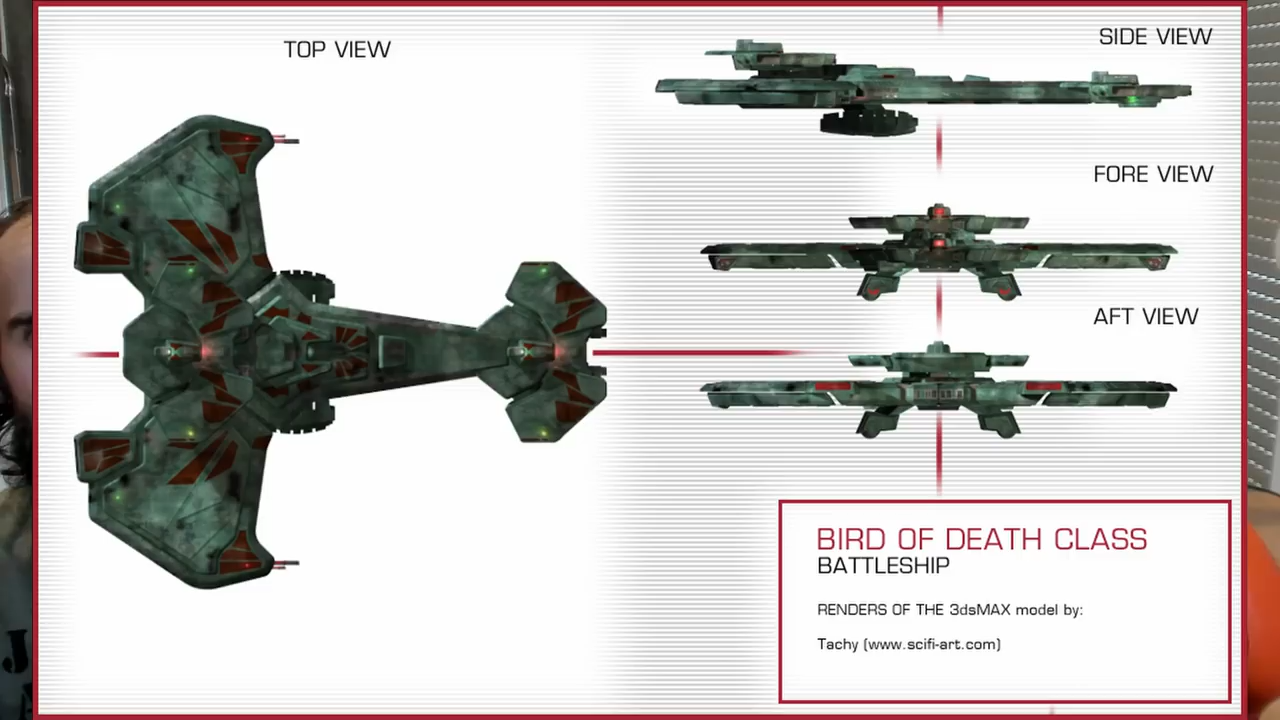 TOP VIEW
SIDE VIEW
FORE VIEW
AFT VIEW
BIRD OF DEATH CLASS
BATTLESHIP
RENDERS OF THE 3dsMAX model by:
Tachy (www.scifi-art.com)
J